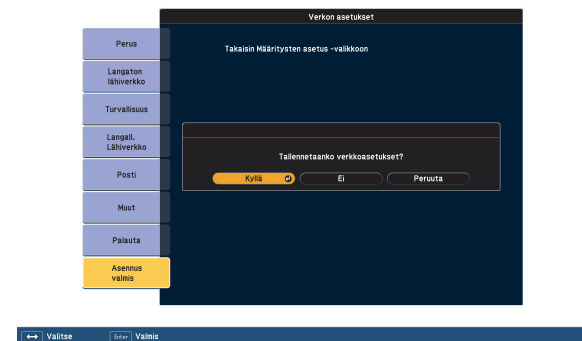 Verkon asetukset
Perus
Takaisin Määritysten asetus -valikkoon
Langaton
lähiverkko
Turvallisuus
Langall.
Lähiverkko
Tallennetaanko verkkoasetukset?
Kyllä Ei Peruuta
Posti
Muut
Palauta
Asennus
valmis
Valitse Enter Valmis